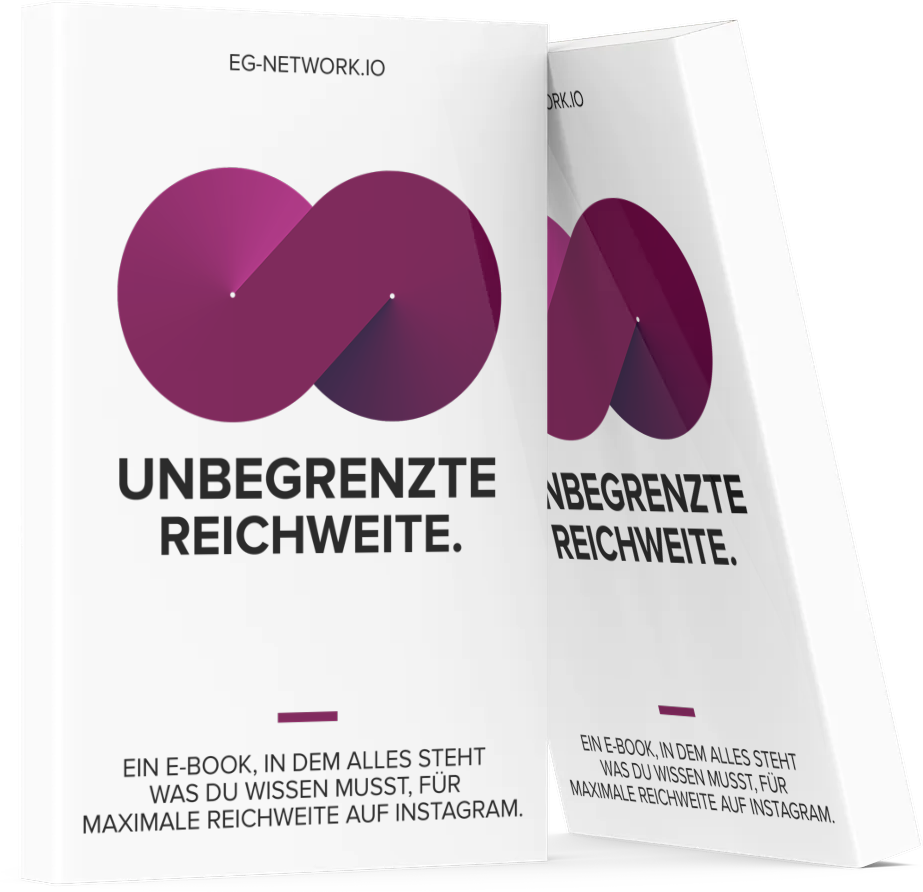 EG-NETWORK.IO
UNBEGRENZTE
REICHWEITE.
EIN E-BOOK, IN DEM ALLES STEHT
WAS DU WISSEN MUSST, FÜR
MAXIMALE REICHWEITE AUF INSTAGRAM.
ORK.IO
NBEGRENZTE
REICHWEITE.
EIN E-BOOK, IN DEM ALLES STEHT
WAS DU WISSEN MUSST, FÜR
MAXIMALE REICHWEITE AUF INSTAGRAM.